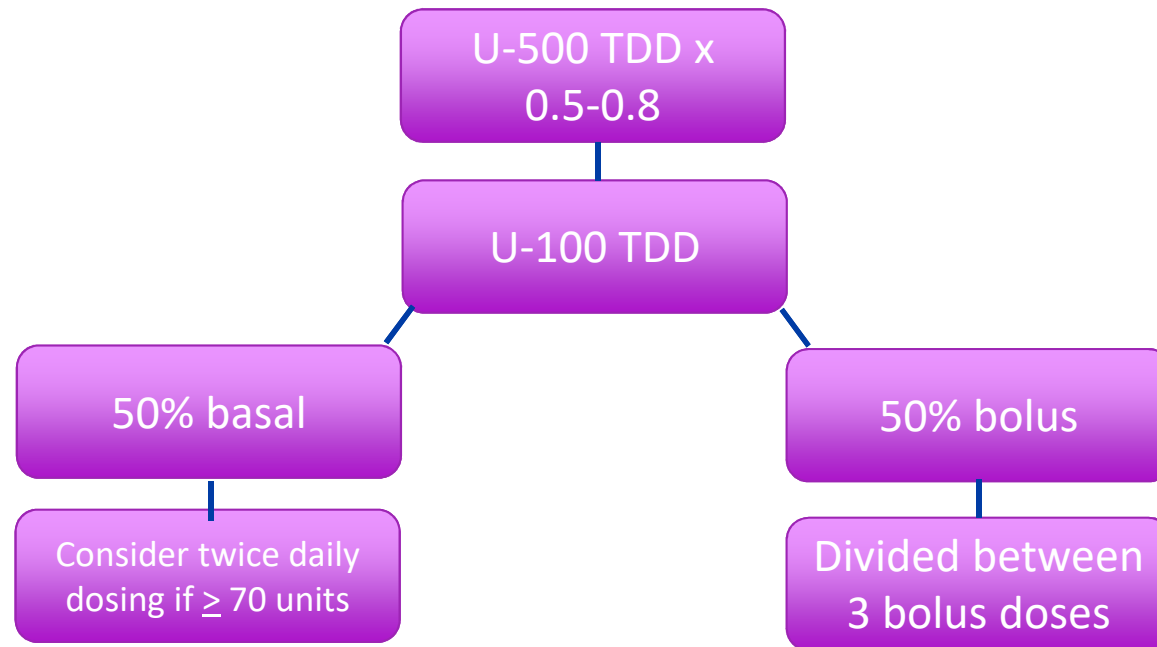 U-500 TDD x
0.5-0.8
U-100 TDD
50% basal
50% bolus
Consider twice daily
dosing if ≥ 70 units
Divided between
3 bolus doses